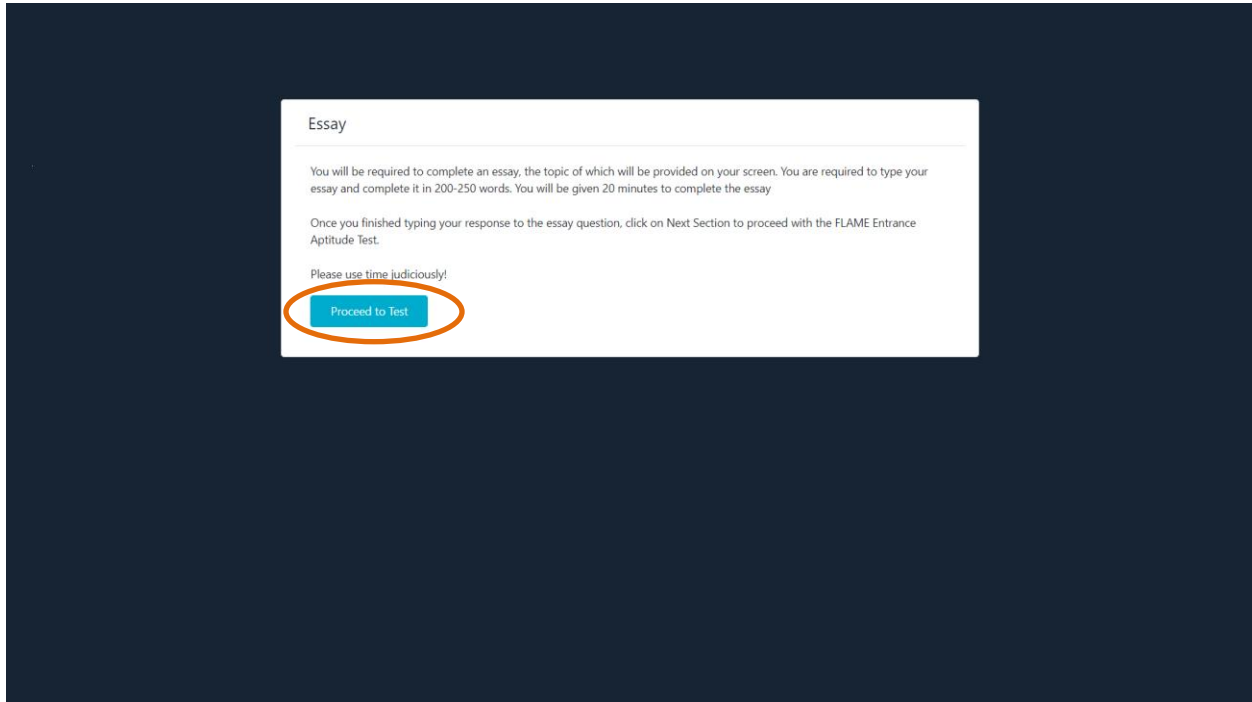 Essay
You will be required to complete an essay, the topic of which will be provided on your screen. You are required to type your
essay and complete it in 200-250 words. You will be given 20 minutes to complete the essay
Once you finished typing your response to the essay question, click on Next Section to proceed with the FLAME Entrance
Aptitude Test.
Please use time judiciously!
Proceed to Test